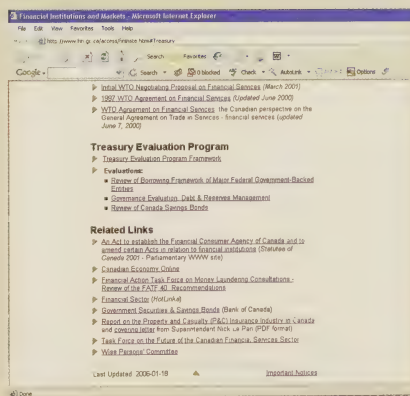 Financial Institutions and Markets - Microsoft Internet Explorer
File Edit View Favorites Tools Help
Search Favorites
Google Search 0 blocked Check AutoLink Options
Initial WTO Negotiating Proposal on Financial Services (March 2001)
1997 WTO Agreement on Financial Services (Updated June 2000)
WTO Agreement on Financial Services, the Canadian perspective on the
General Agreement on Trade in Services - financial services (updated
June 7, 2000)
Treasury Evaluation Program
Treasury Evaluation Program Framework
Evaluations:
Review of Borrowing Framework of Major Federal Government-Backed
Entities
Governance Evaluation, Debt & Reserves Management
Review of Canada Savings Bonds
Related Links
An Act to establish the Financial Consumer Agency of Canada and to
amend certain Acts in relation to financial institutions (Statutes of
Canada 2001 - Parliamentary WWW site)
Canadian Economy Online
Financial Action Task Force on Money Laundering Consultations -
Review of the FATF 40 Recommendations
Financial Sector (HotLinks)
Government Securities & Savings Bonds (Bank of Canada)
Report on the Property and Casualty (P&C) Insurance Industry in Canada
and covering letter from Superintendent Nick Le Pan (PDF format)
Task Force on the Future of the Canadian Financial Services Sector
Wise Persons' Committee
Last Updated 2006-01-18 Important Notices
Done